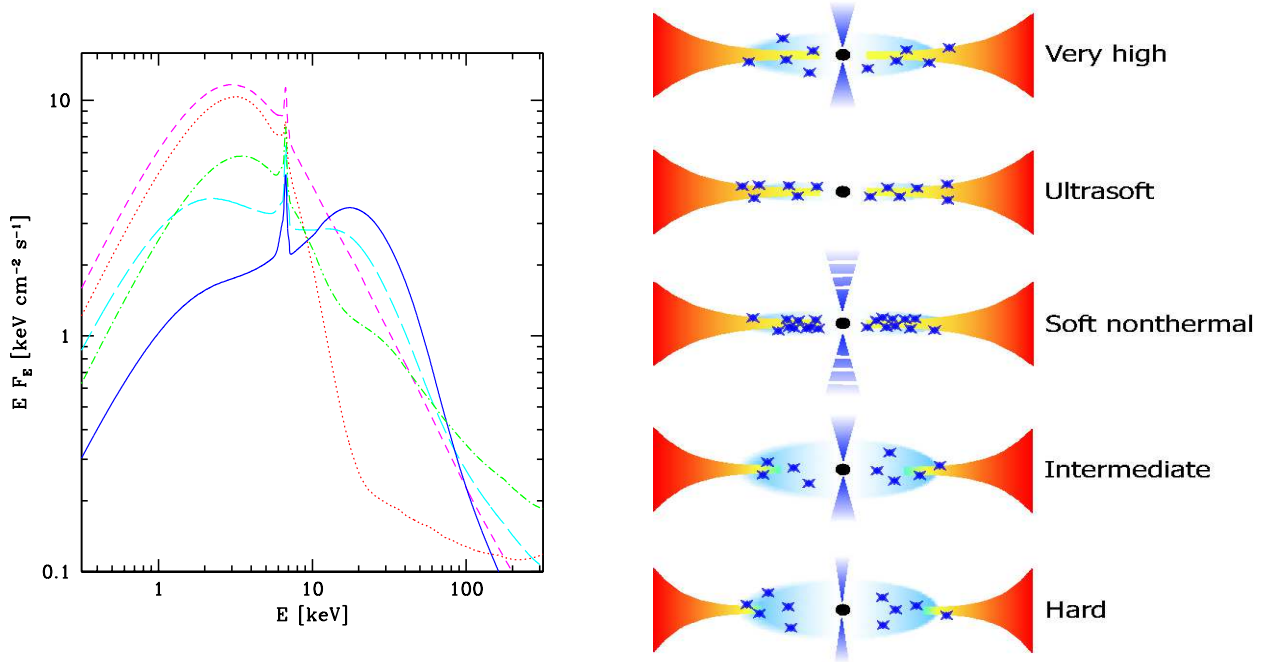 10
1
0.1
E F_E [keV cm⁻² s⁻¹]
1
10
100
E [keV]
Very high
Ultrasoft
Soft nonthermal
Intermediate
Hard